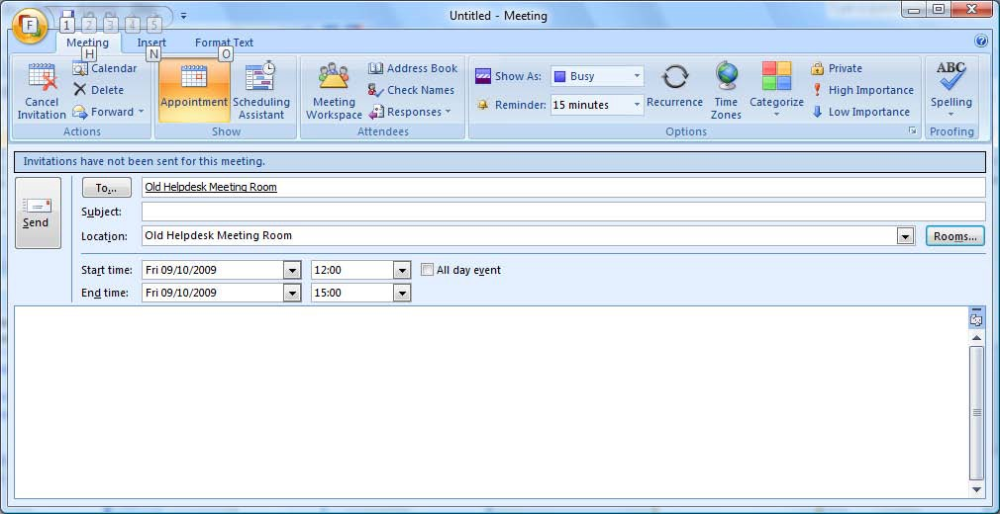 Untitled - Meeting
F 1 2 3 4 5
Meeting Insert Format Text
H N O
Cancel Invitation
Calendar
Delete
Forward
Actions
Appointment
Scheduling Assistant
Show
Meeting Workspace
Address Book
Check Names
Responses
Attendees
Show As: Busy
Reminder: 15 minutes
Recurrence
Time Zones
Categorize
Private
High Importance
Low Importance
Options
ABC
Spelling
Proofing
Invitations have not been sent for this meeting.
Send
To... Old Helpdesk Meeting Room
Subject:
Location: Old Helpdesk Meeting Room Rooms...
Start time: Fri 09/10/2009 12:00 All day event
End time: Fri 09/10/2009 15:00